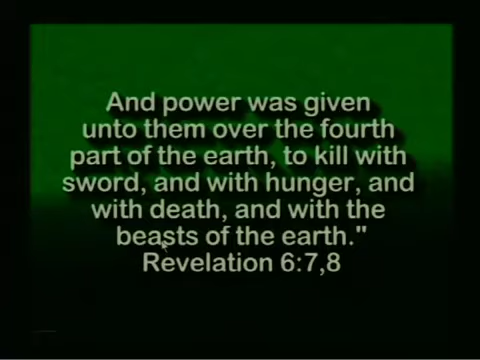 And power was given
unto them over the fourth
part of the earth, to kill with
sword, and with hunger, and
with death, and with the
beasts of the earth."
Revelation 6:7,8